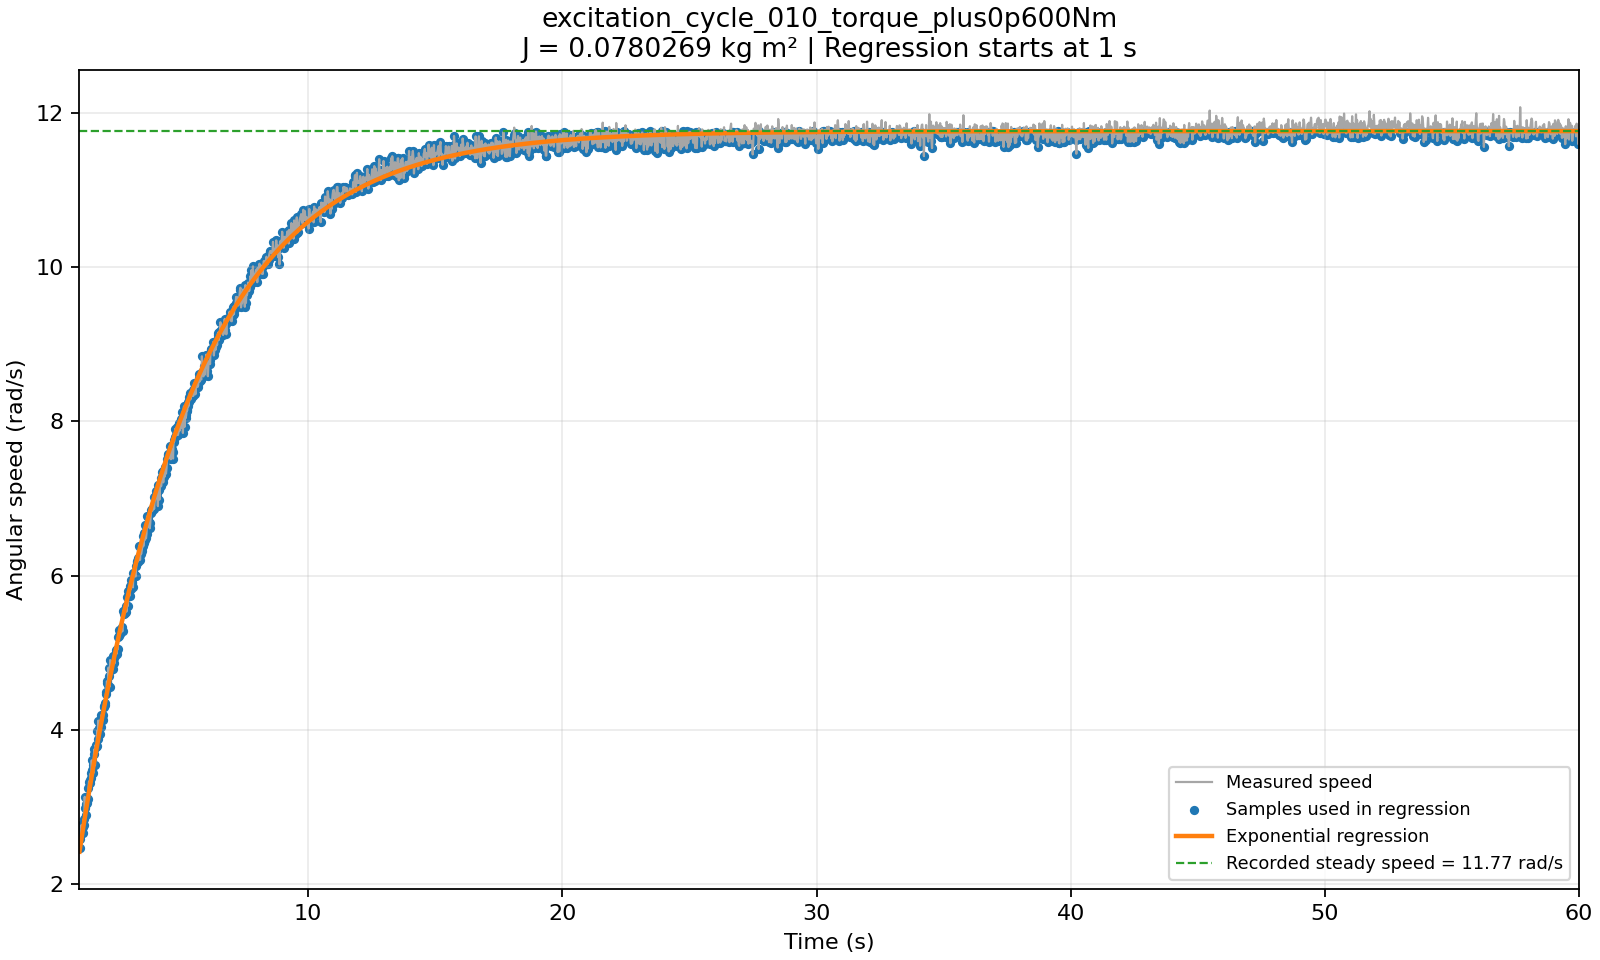 excitation_cycle_010_torque_plus0p600Nm
J = 0.0780269 kg m² | Regression starts at 1 s
Angular speed (rad/s)
12
10
8
6
4
2
10
20
30
40
50
60
Time (s)
Measured speed
Samples used in regression
Exponential regression
Recorded steady speed = 11.77 rad/s